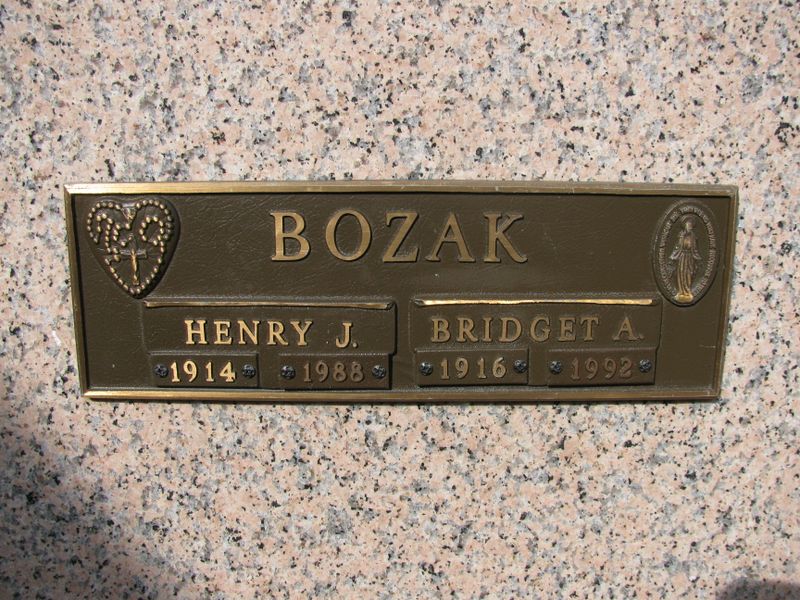 BOZAK
HENRY J.
BRIDGET A.
1914 1988
1916 1992